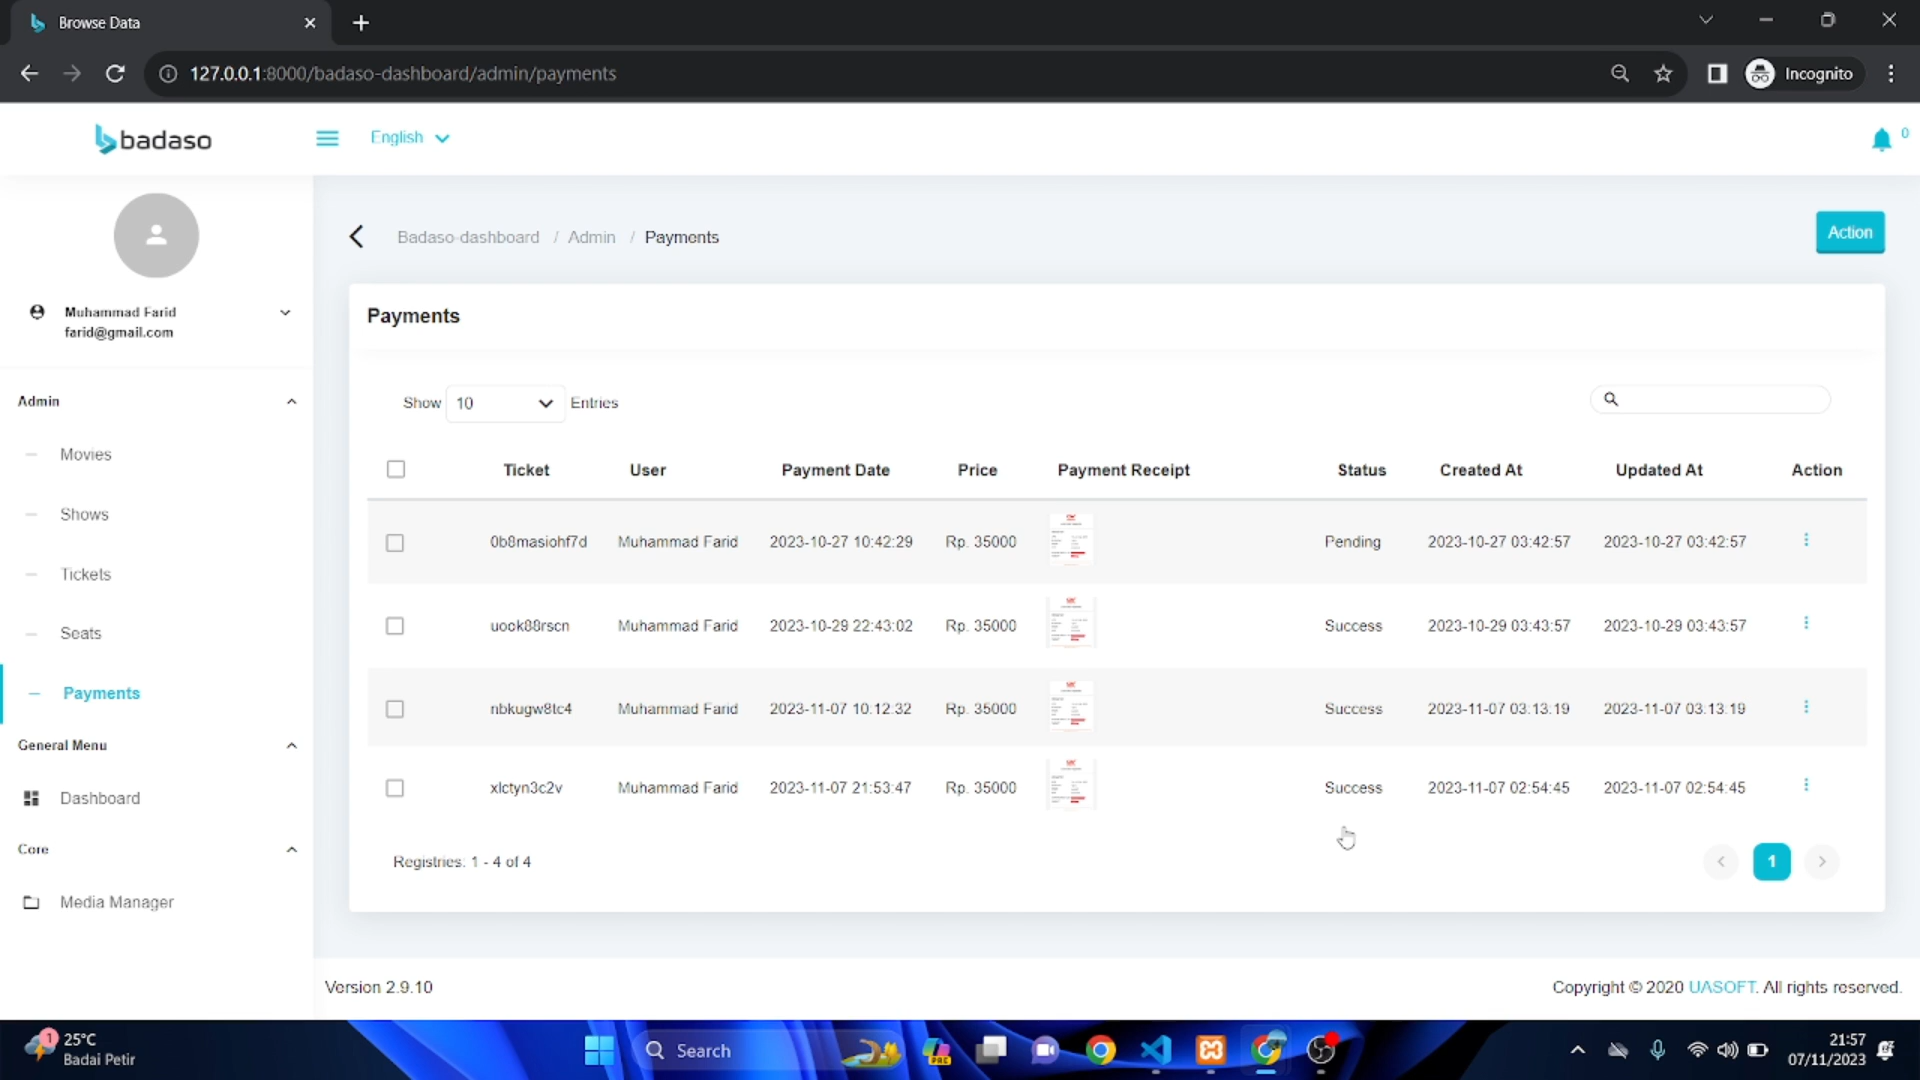 Browse Data
127.0.0.1:8000/badaso-dashboard/admin/payments
Incognito
badaso
English
0
Muhammad Farid
farid@gmail.com
Admin
Movies
Shows
Tickets
Seats
Payments
General Menu
Dashboard
Core
Media Manager
Badaso-dashboard / Admin / Payments
Action
Payments
Show 10 Entries
Ticket User Payment Date Price Payment Receipt Status Created At Updated At Action
0b8masiohf7d Muhammad Farid 2023-10-27 10:42:29 Rp. 35000 Pending 2023-10-27 03:42:57 2023-10-27 03:42:57
uook88rscn Muhammad Farid 2023-10-29 22:43:02 Rp. 35000 Success 2023-10-29 03:43:57 2023-10-29 03:43:57
nbkugw8tc4 Muhammad Farid 2023-11-07 10:12:32 Rp. 35000 Success 2023-11-07 03:13:19 2023-11-07 03:13:19
xlctyn3c2v Muhammad Farid 2023-11-07 21:53:47 Rp. 35000 Success 2023-11-07 02:54:45 2023-11-07 02:54:45
Registries: 1 - 4 of 4
1
Version 2.9.10
Copyright © 2020 UASOFT. All rights reserved.
1
25°C
Badai Petir
Search
PRE
21:57
07/11/2023